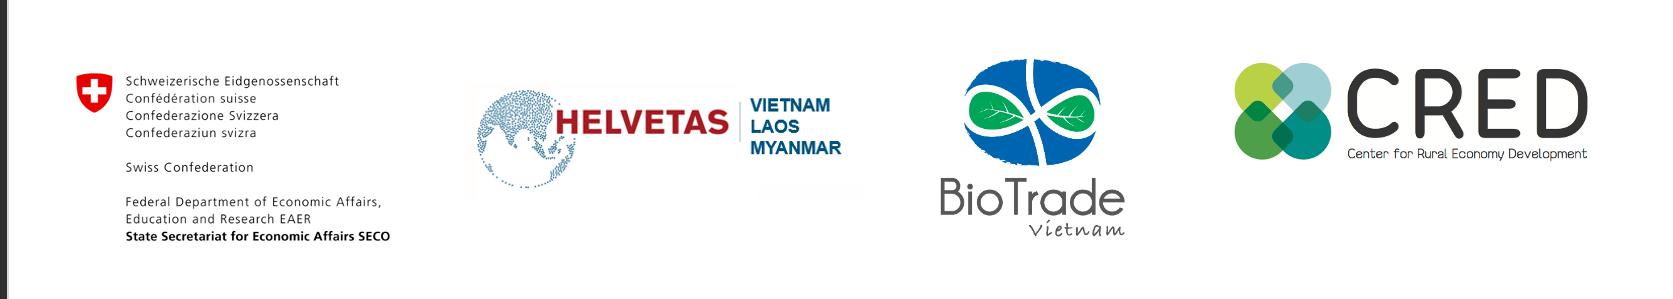 Schweizerische Eidgenossenschaft
Confédération suisse
Confederazione Svizzera
Confederaziun svizra
Swiss Confederation
Federal Department of Economic Affairs,
Education and Research EAER
State Secretariat for Economic Affairs SECO
HELVETAS
VIETNAM
LAOS
MYANMAR
BioTrade
Vietnam
CRED
Center for Rural Economy Development